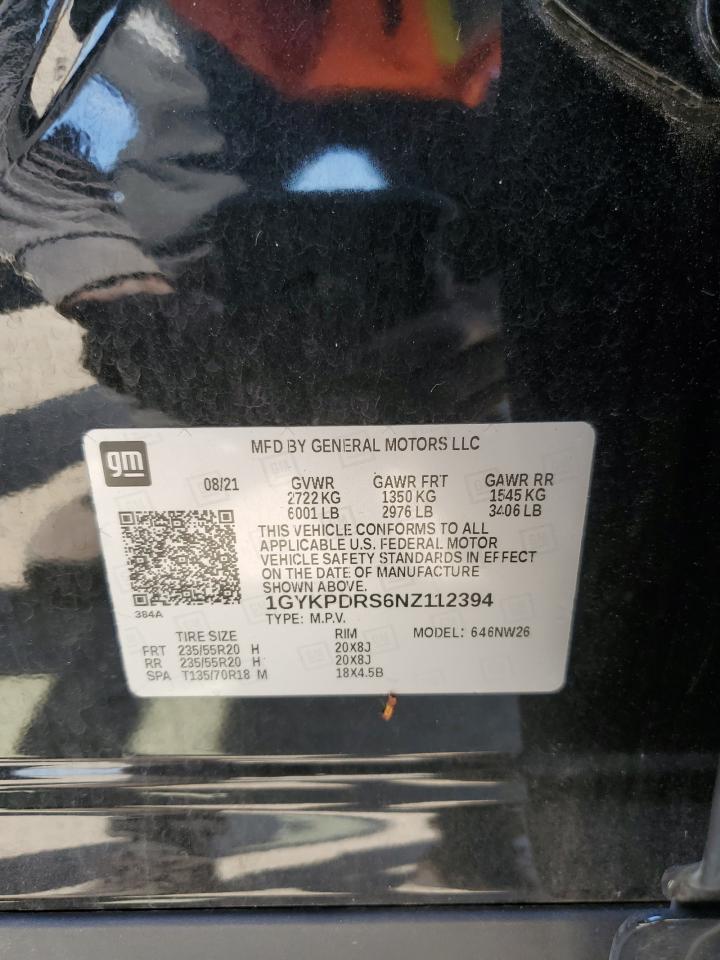 gm
MFD BY GENERAL MOTORS LLC
08/21 GVWR GAWR FRT GAWR RR
2722 KG 1350 KG 1545 KG
6001 LB 2976 LB 3406 LB
THIS VEHICLE CONFORMS TO ALL
APPLICABLE U.S. FEDERAL MOTOR
VEHICLE SAFETY STANDARDS IN EFFECT
ON THE DATE OF MANUFACTURE
SHOWN ABOVE.
384A
1GYKPDRS6NZ112394
TYPE: M.P.V.
TIRE SIZE RIM MODEL: 646NW26
FRT 235/55R20 H 20X8J
RR 235/55R20 H 20X8J
SPA T135/70R18 M 18X4.5B